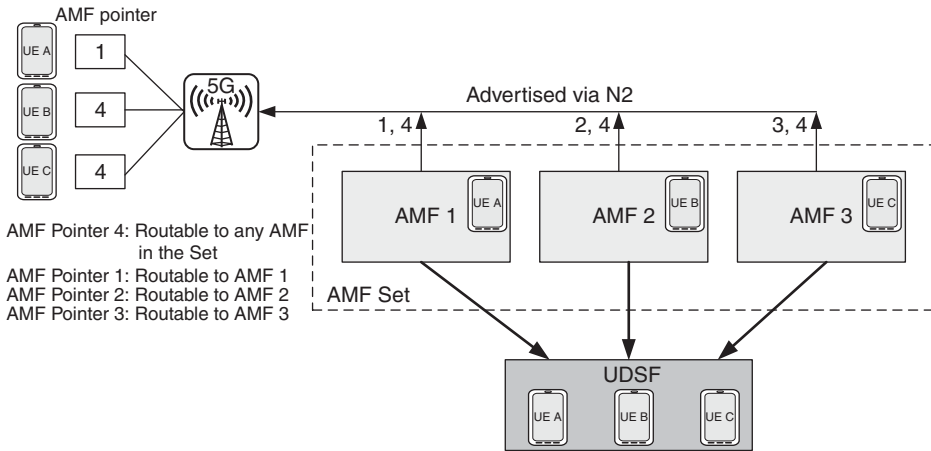 AMF pointer
UE A
1
5G
UE B
4
UE C
4
Advertised via N2
1, 4
2, 4
3, 4
AMF 1
UE A
AMF 2
UE B
AMF 3
UE C
AMF Set
AMF Pointer 4: Routable to any AMF
in the Set
AMF Pointer 1: Routable to AMF 1
AMF Pointer 2: Routable to AMF 2
AMF Pointer 3: Routable to AMF 3
UDSF
UE A
UE B
UE C